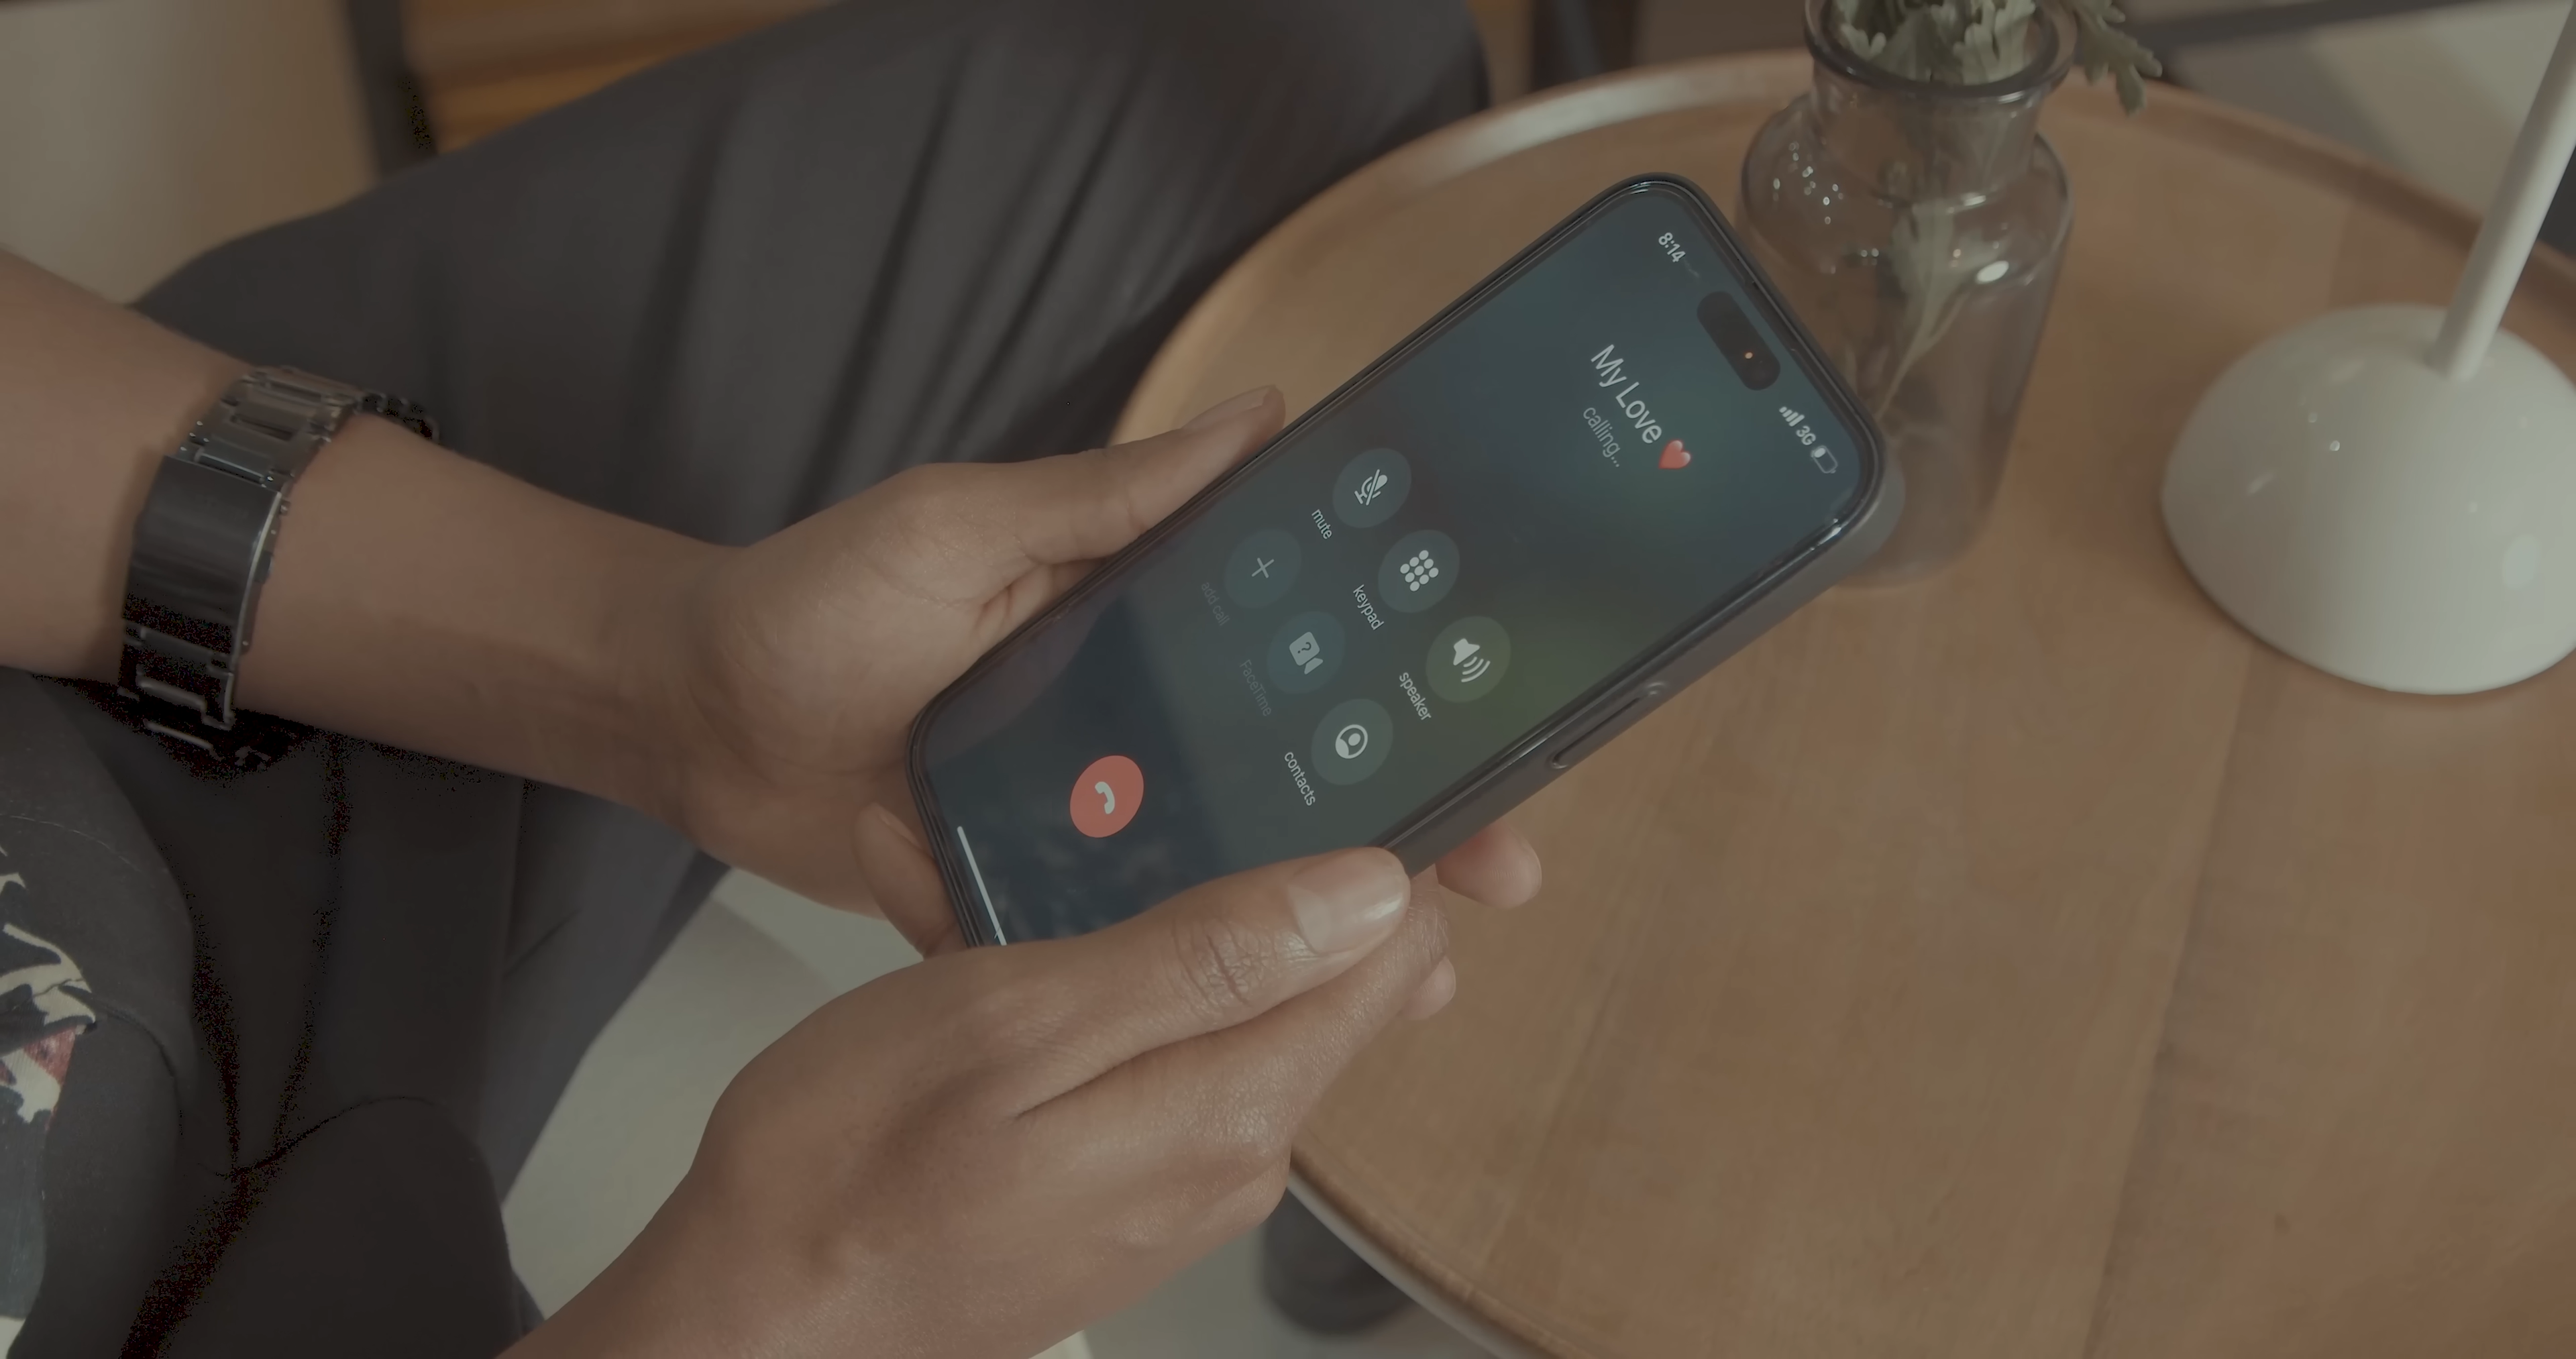 8:14
3G
My Love ❤️
calling...
mute
keypad
speaker
add call
FaceTime
contacts